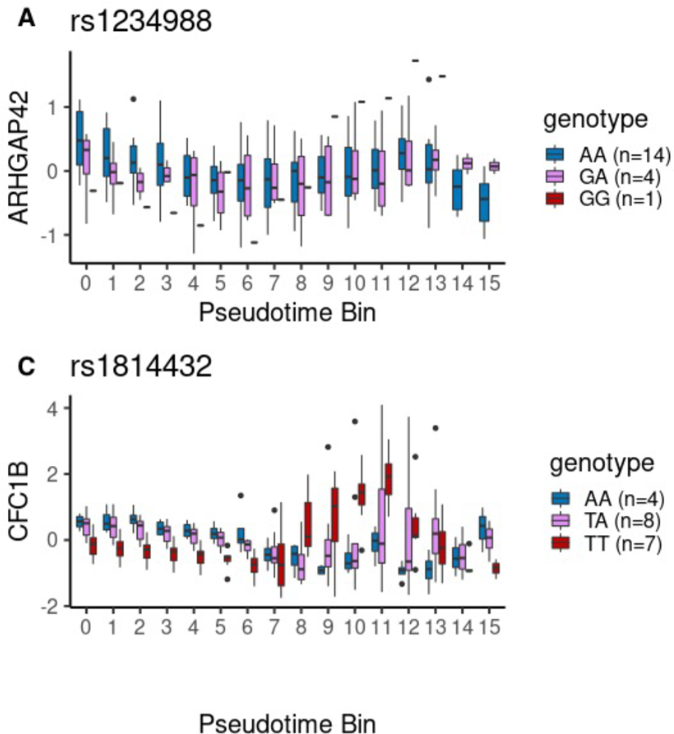 A rs1234988
ARHGAP42
1
0
-1
0 1 2 3 4 5 6 7 8 9 10 11 12 13 14 15
Pseudotime Bin
genotype
AA (n=14)
GA (n=4)
GG (n=1)
C rs1814432
CFC1B
4
2
0
-2
0 1 2 3 4 5 6 7 8 9 10 11 12 13 14 15
genotype
AA (n=4)
TA (n=8)
TT (n=7)
Pseudotime Bin